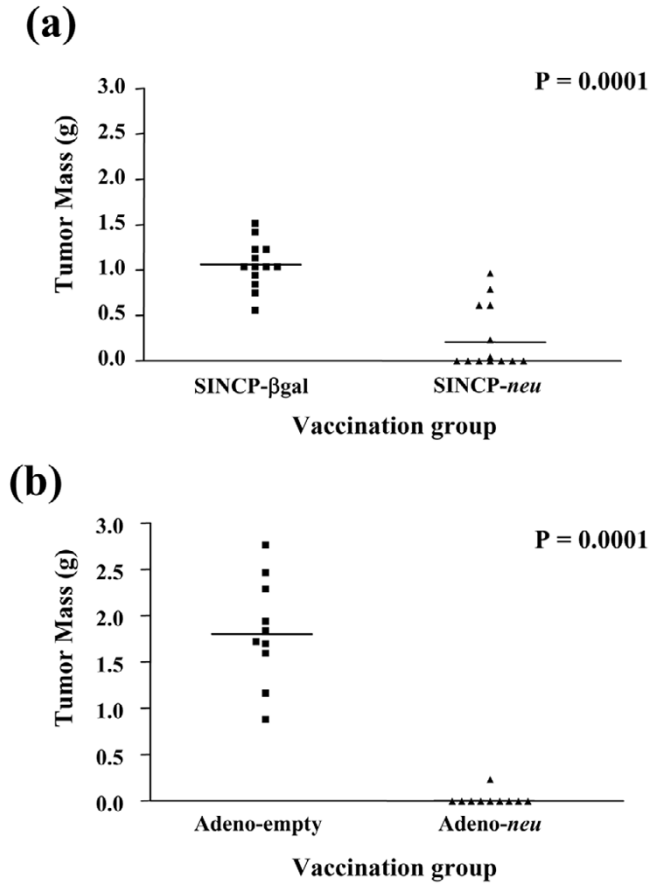 (a)
P = 0.0001
Tumor Mass (g)
3.0
2.5
2.0
1.5
1.0
0.5
0.0
SINCP-βgal
SINCP-neu
Vaccination group
(b)
P = 0.0001
Tumor Mass (g)
3.0
2.5
2.0
1.5
1.0
0.5
0.0
Adeno-empty
Adeno-neu
Vaccination group